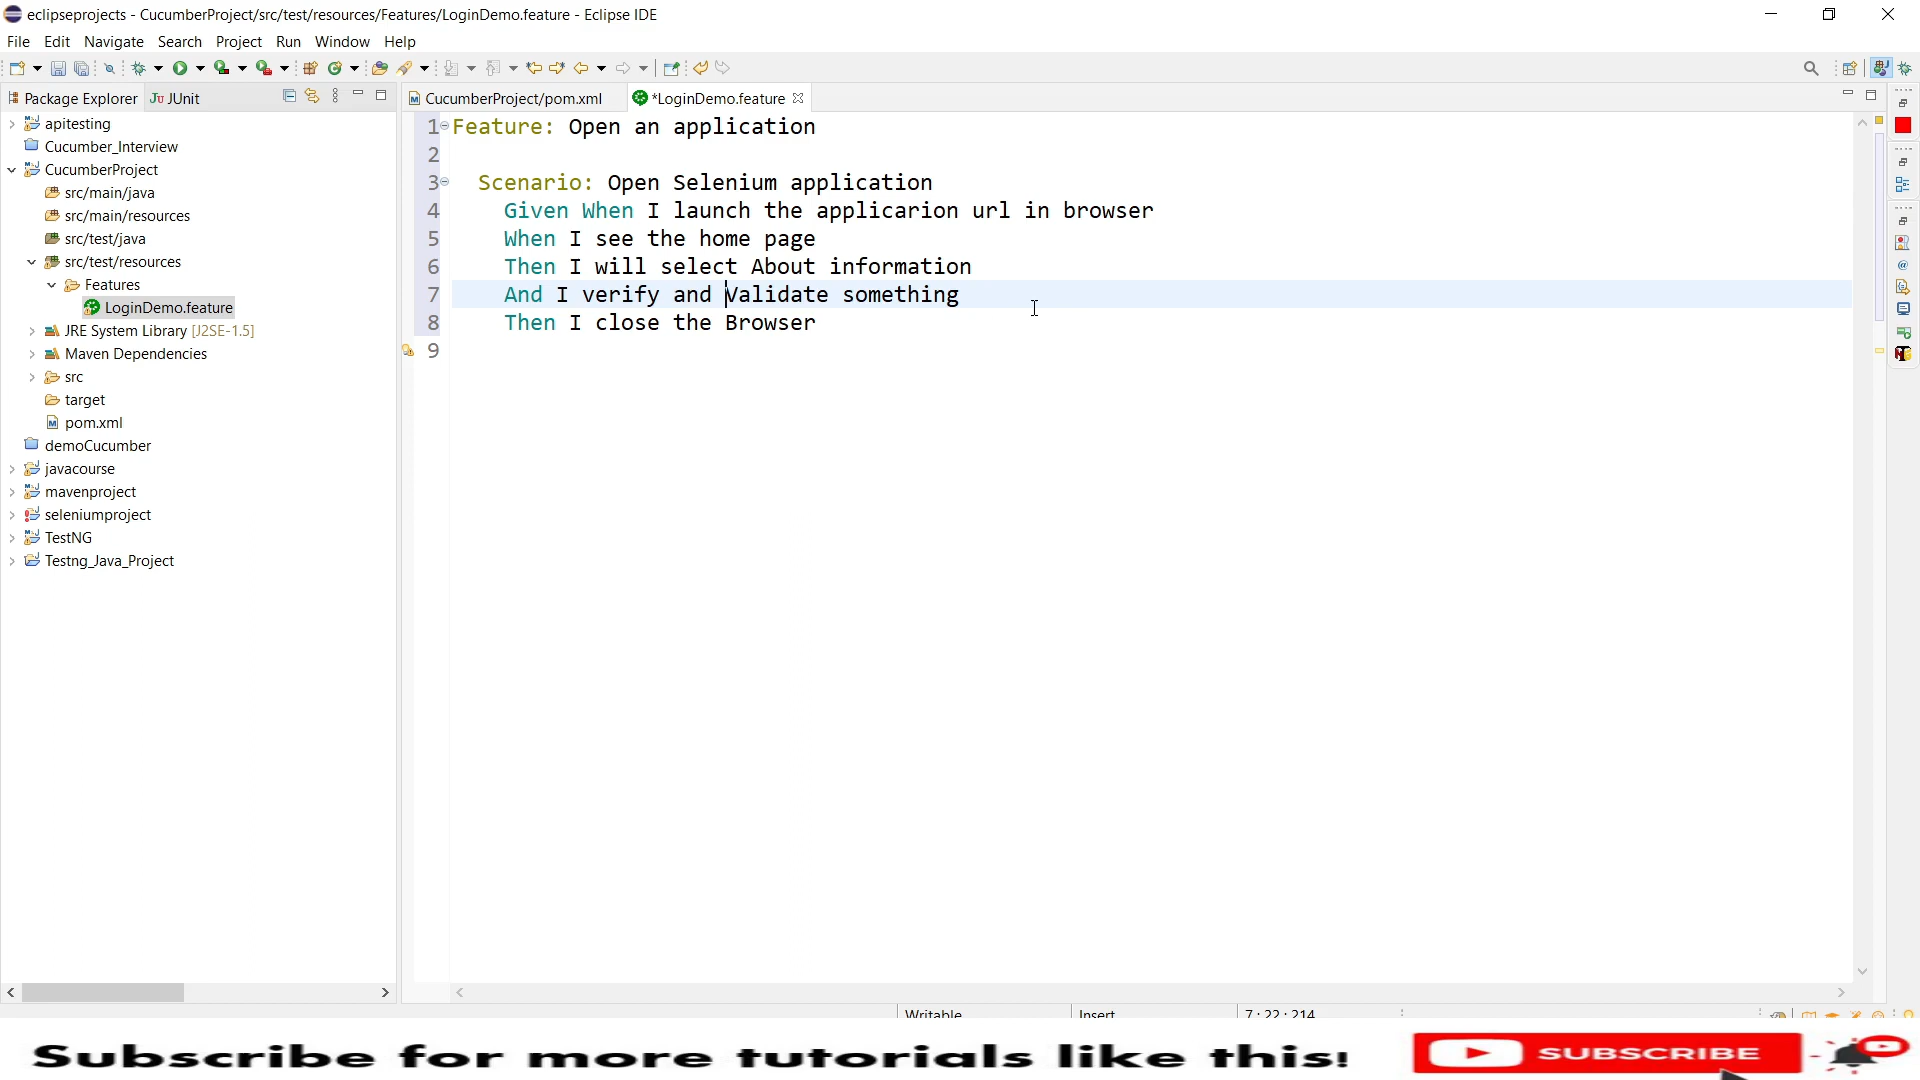 eclipseprojects - CucumberProject/src/test/resources/Features/LoginDemo.feature - Eclipse IDE
File Edit Navigate Search Project Run Window Help
Package Explorer JUnit
CucumberProject/pom.xml *LoginDemo.feature
apitesting
Cucumber_Interview
CucumberProject
src/main/java
src/main/resources
src/test/java
src/test/resources
Features
LoginDemo.feature
JRE System Library [J2SE-1.5]
Maven Dependencies
src
target
pom.xml
demoCucumber
javacourse
mavenproject
seleniumproject
TestNG
Testng_Java_Project
1 Feature: Open an application
2
3 Scenario: Open Selenium application
4 Given When I launch the applicarion url in browser
5 When I see the home page
6 Then I will select About information
7 And I verify and Validate something
8 Then I close the Browser
9
Writable Insert 7 : 22 : 214
Subscribe for more tutorials like this! SUBSCRIBE